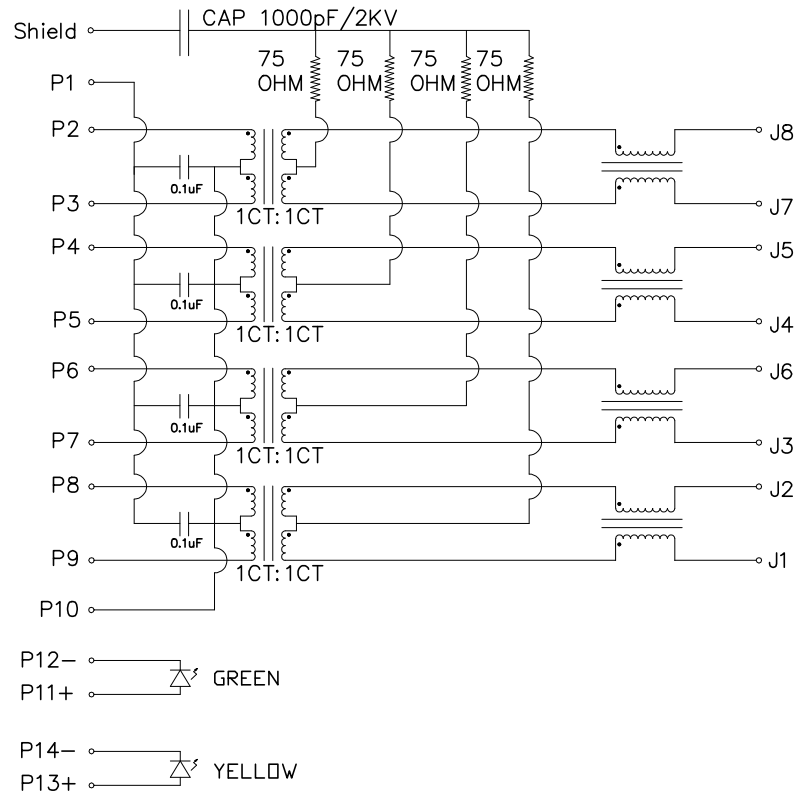 CAP 1000pF/2KV
Shield
75 75 75 75
OHM OHM OHM OHM
P1
P2
J8
0.1uF
P3
J7
1CT:1CT
P4
J5
0.1uF
P5
J4
1CT:1CT
P6
J6
0.1uF
P7
J3
1CT:1CT
P8
J2
0.1uF
P9
J1
1CT:1CT
P10
P12-
GREEN
P11+
P14-
YELLOW
P13+